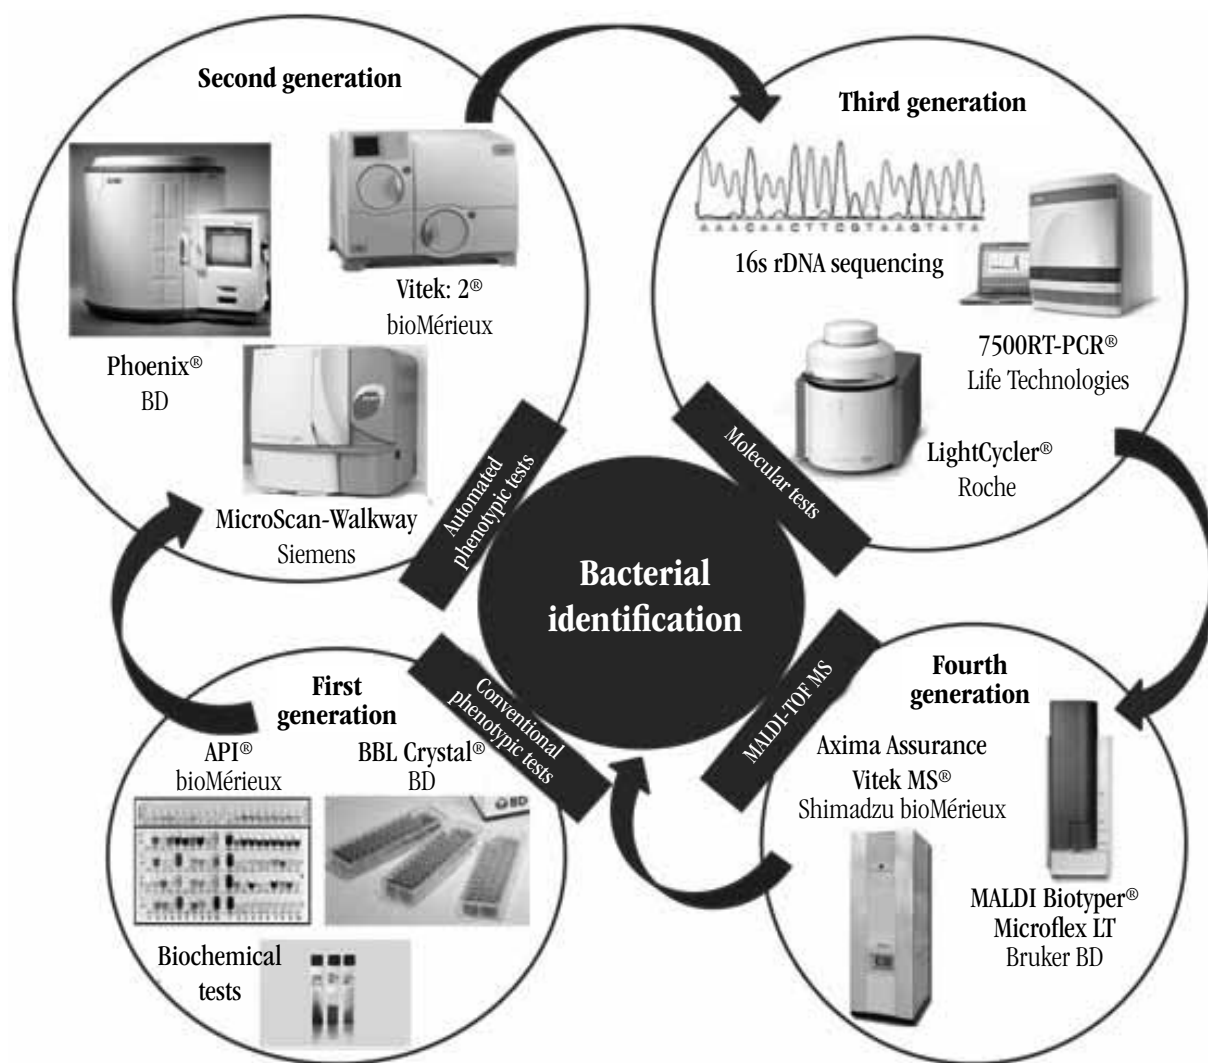 Second generation
Vitek: 2®
bioMérieux
Phoenix®
BD
MicroScan-Walkway
Siemens
Automated
phenotypic tests
Third generation
A A A C A A C T T C G T A A G T A T A
16s rDNA sequencing
7500RT-PCR®
Life Technologies
LightCycler®
Roche
Molecular tests
Bacterial
identification
First
generation
API®
bioMérieux
BBL Crystal®
BD
BD
Biochemical
tests
Conventional
phenotypic tests
MALDI-TOF MS
Fourth
generation
Axima Assurance
Vitek MS®
Shimadzu bioMérieux
MALDI Biotyper®
Microflex LT
Bruker BD